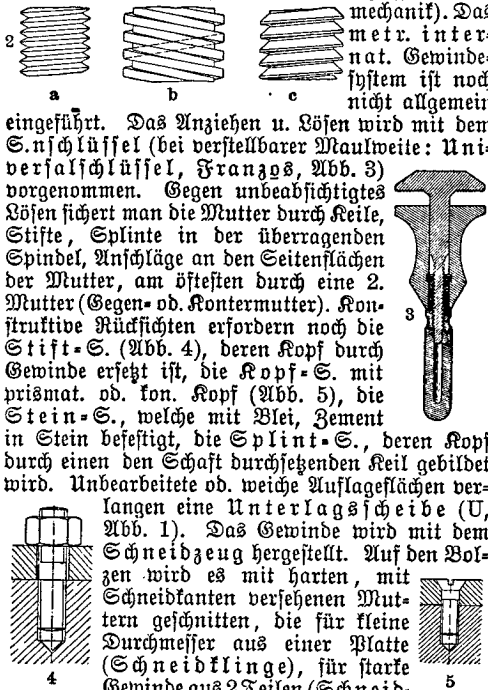 mechanik). Das
2
metr. inter-
nat. Gewinde-
system ist noch
a b c
nicht allgemein
eingeführt. Das Anziehen u. Lösen wird mit dem
S.nschlüssel (bei verstellbarer Maulweite: Uni-
versalschlüssel, Franzos, Abb. 3)
vorgenommen. Gegen unbeabsichtigtes
Lösen sichert man die Mutter durch Keile,
Stifte, Splinte in der überragenden
Spindel, Anschläge an den Seitenflächen
der Mutter, am öftesten durch eine 2.
Mutter (Gegen- od. Kontermutter). Kon-
3
struktive Rücksichten erfordern noch die
Stift-S. (Abb. 4), deren Kopf durch
Gewinde ersetzt ist, die Kopf-S. mit
prismat. od. kon. Kopf (Abb. 5), die
Stein-S., welche mit Blei, Zement
in Stein befestigt, die Splint-S., deren Kopf
durch einen den Schaft durchsetzenden Keil gebildet
wird. Unbearbeitete od. weiche Auflageflächen ver-
langen eine Unterlagsscheibe (U,
Abb. 1). Das Gewinde wird mit dem
Schneidzeug hergestellt. Auf den Bol-
zen wird es mit harten, mit
Schneidkanten versehenen Mut-
tern geschnitten, die für kleine
Durchmesser aus einer Platte
(Schneidklinge), für starke
4
5
Gewinde aus 2 Teilen (Schneid-